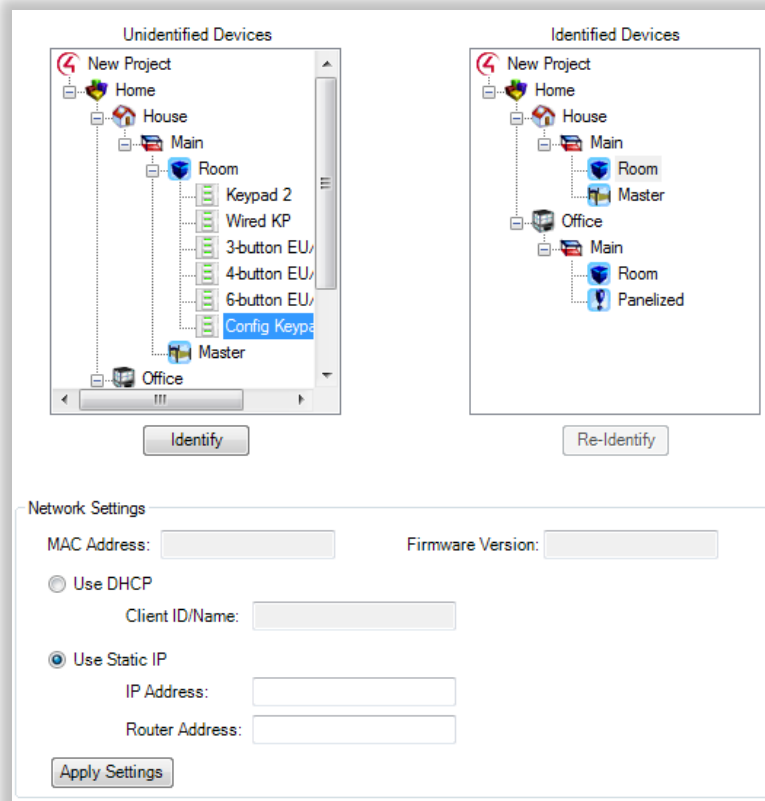 Unidentified Devices
New Project
Home
House
Main
Room
Keypad 2
Wired KP
3-button EU/
4-button EU/
6-button EU/
Config Keypa
Master
Office
Identify
Identified Devices
New Project
Home
House
Main
Room
Master
Office
Main
Room
Panelized
Re-Identify
Network Settings
MAC Address: Firmware Version:
Use DHCP
Client ID/Name:
Use Static IP
IP Address:
Router Address:
Apply Settings